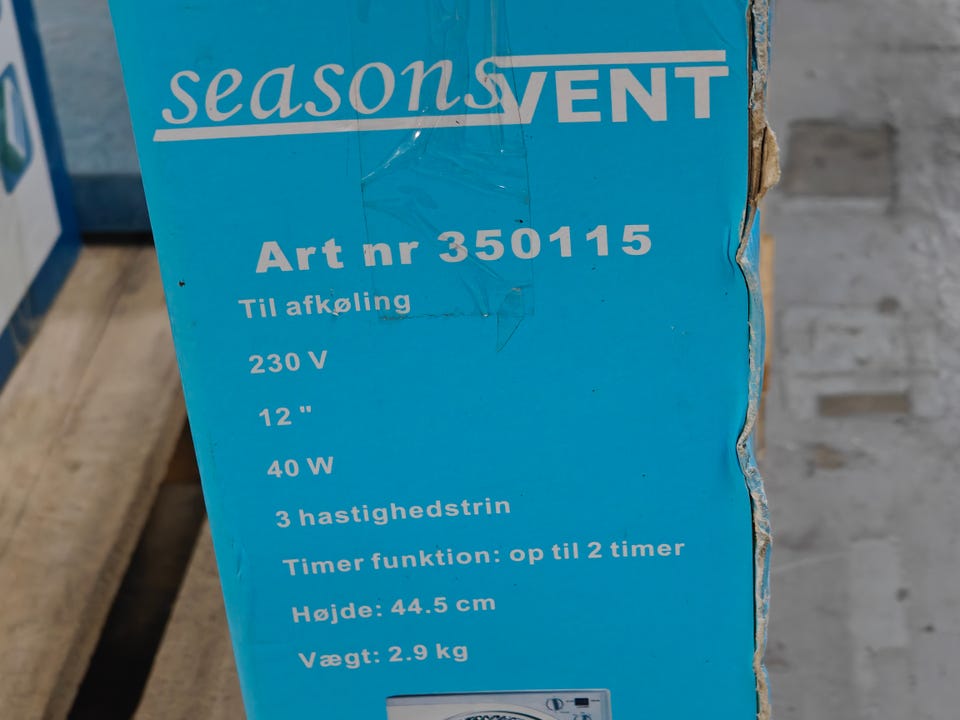 seasonsVENT
Art nr 350115
Til afkøling
230 V
12 "
40 W
3 hastighedstrin
Timer funktion: op til 2 timer
Højde: 44.5 cm
Vægt: 2.9 kg